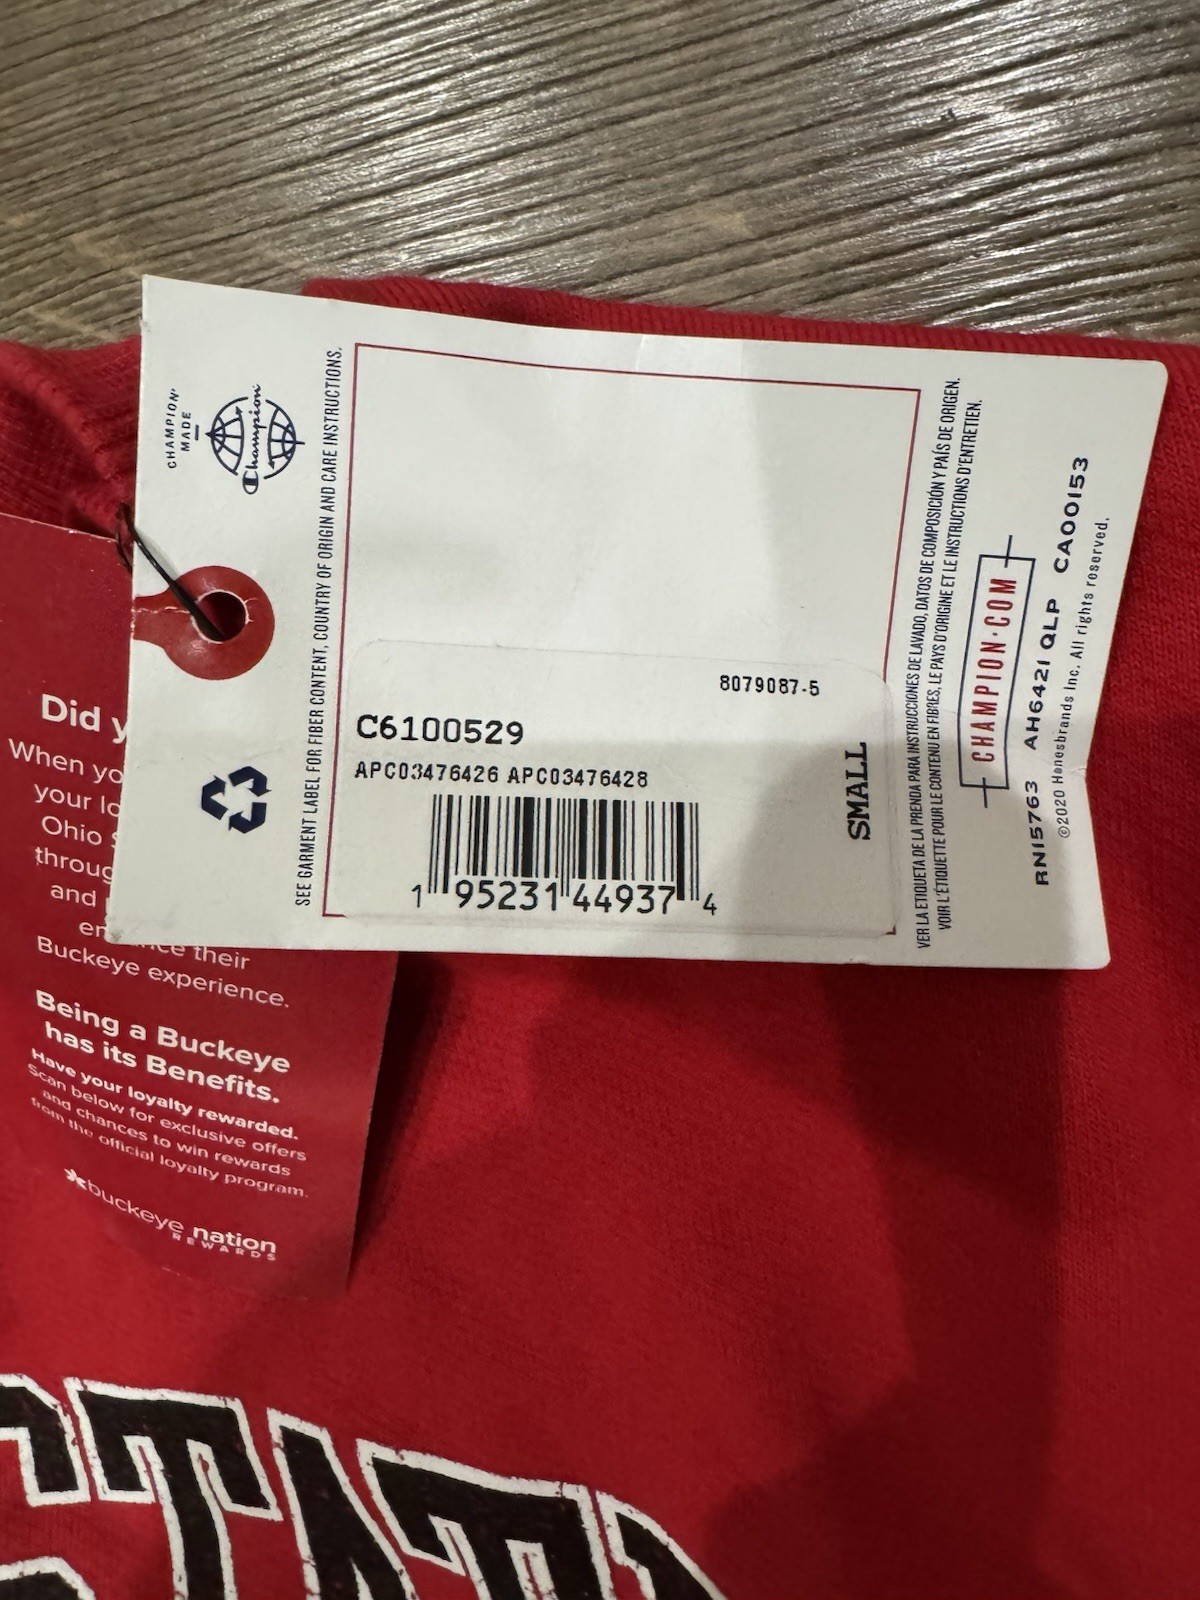 CHAMPION'
MADE
Champion
SEE GARMENT LABEL FOR FIBER CONTENT, COUNTRY OF ORIGIN AND CARE INSTRUCTIONS.
8079087-5
C6100529
APC03476426 APC03476428
SMALL
1 95231 44937 4
VER LA ETIQUETA DE LA PRENDA PARA INSTRUCCIONES DE LAVADO, DATOS DE COMPOSICIÓN Y PAÍS DE ORIGEN.
VOIR L'ÉTIQUETTE POUR LE CONTENU EN FIBRES, LE PAYS D'ORIGINE ET LE INSTRUCTIONS D'ENTRETIEN.
CHAMPION.COM
RN15763 AH6421 QLP CA00153
©2020 Hanesbrands Inc. All rights reserved.
Did
When yo
your
Ohio
throug
and
their
Buckeye experience.
Being a Buckeye
has its Benefits.
Have your loyalty rewarded.
Scan below for exclusive offers
and chances to win rewards
from the official loyalty program.
buckeye nation
REWARDS
STATE